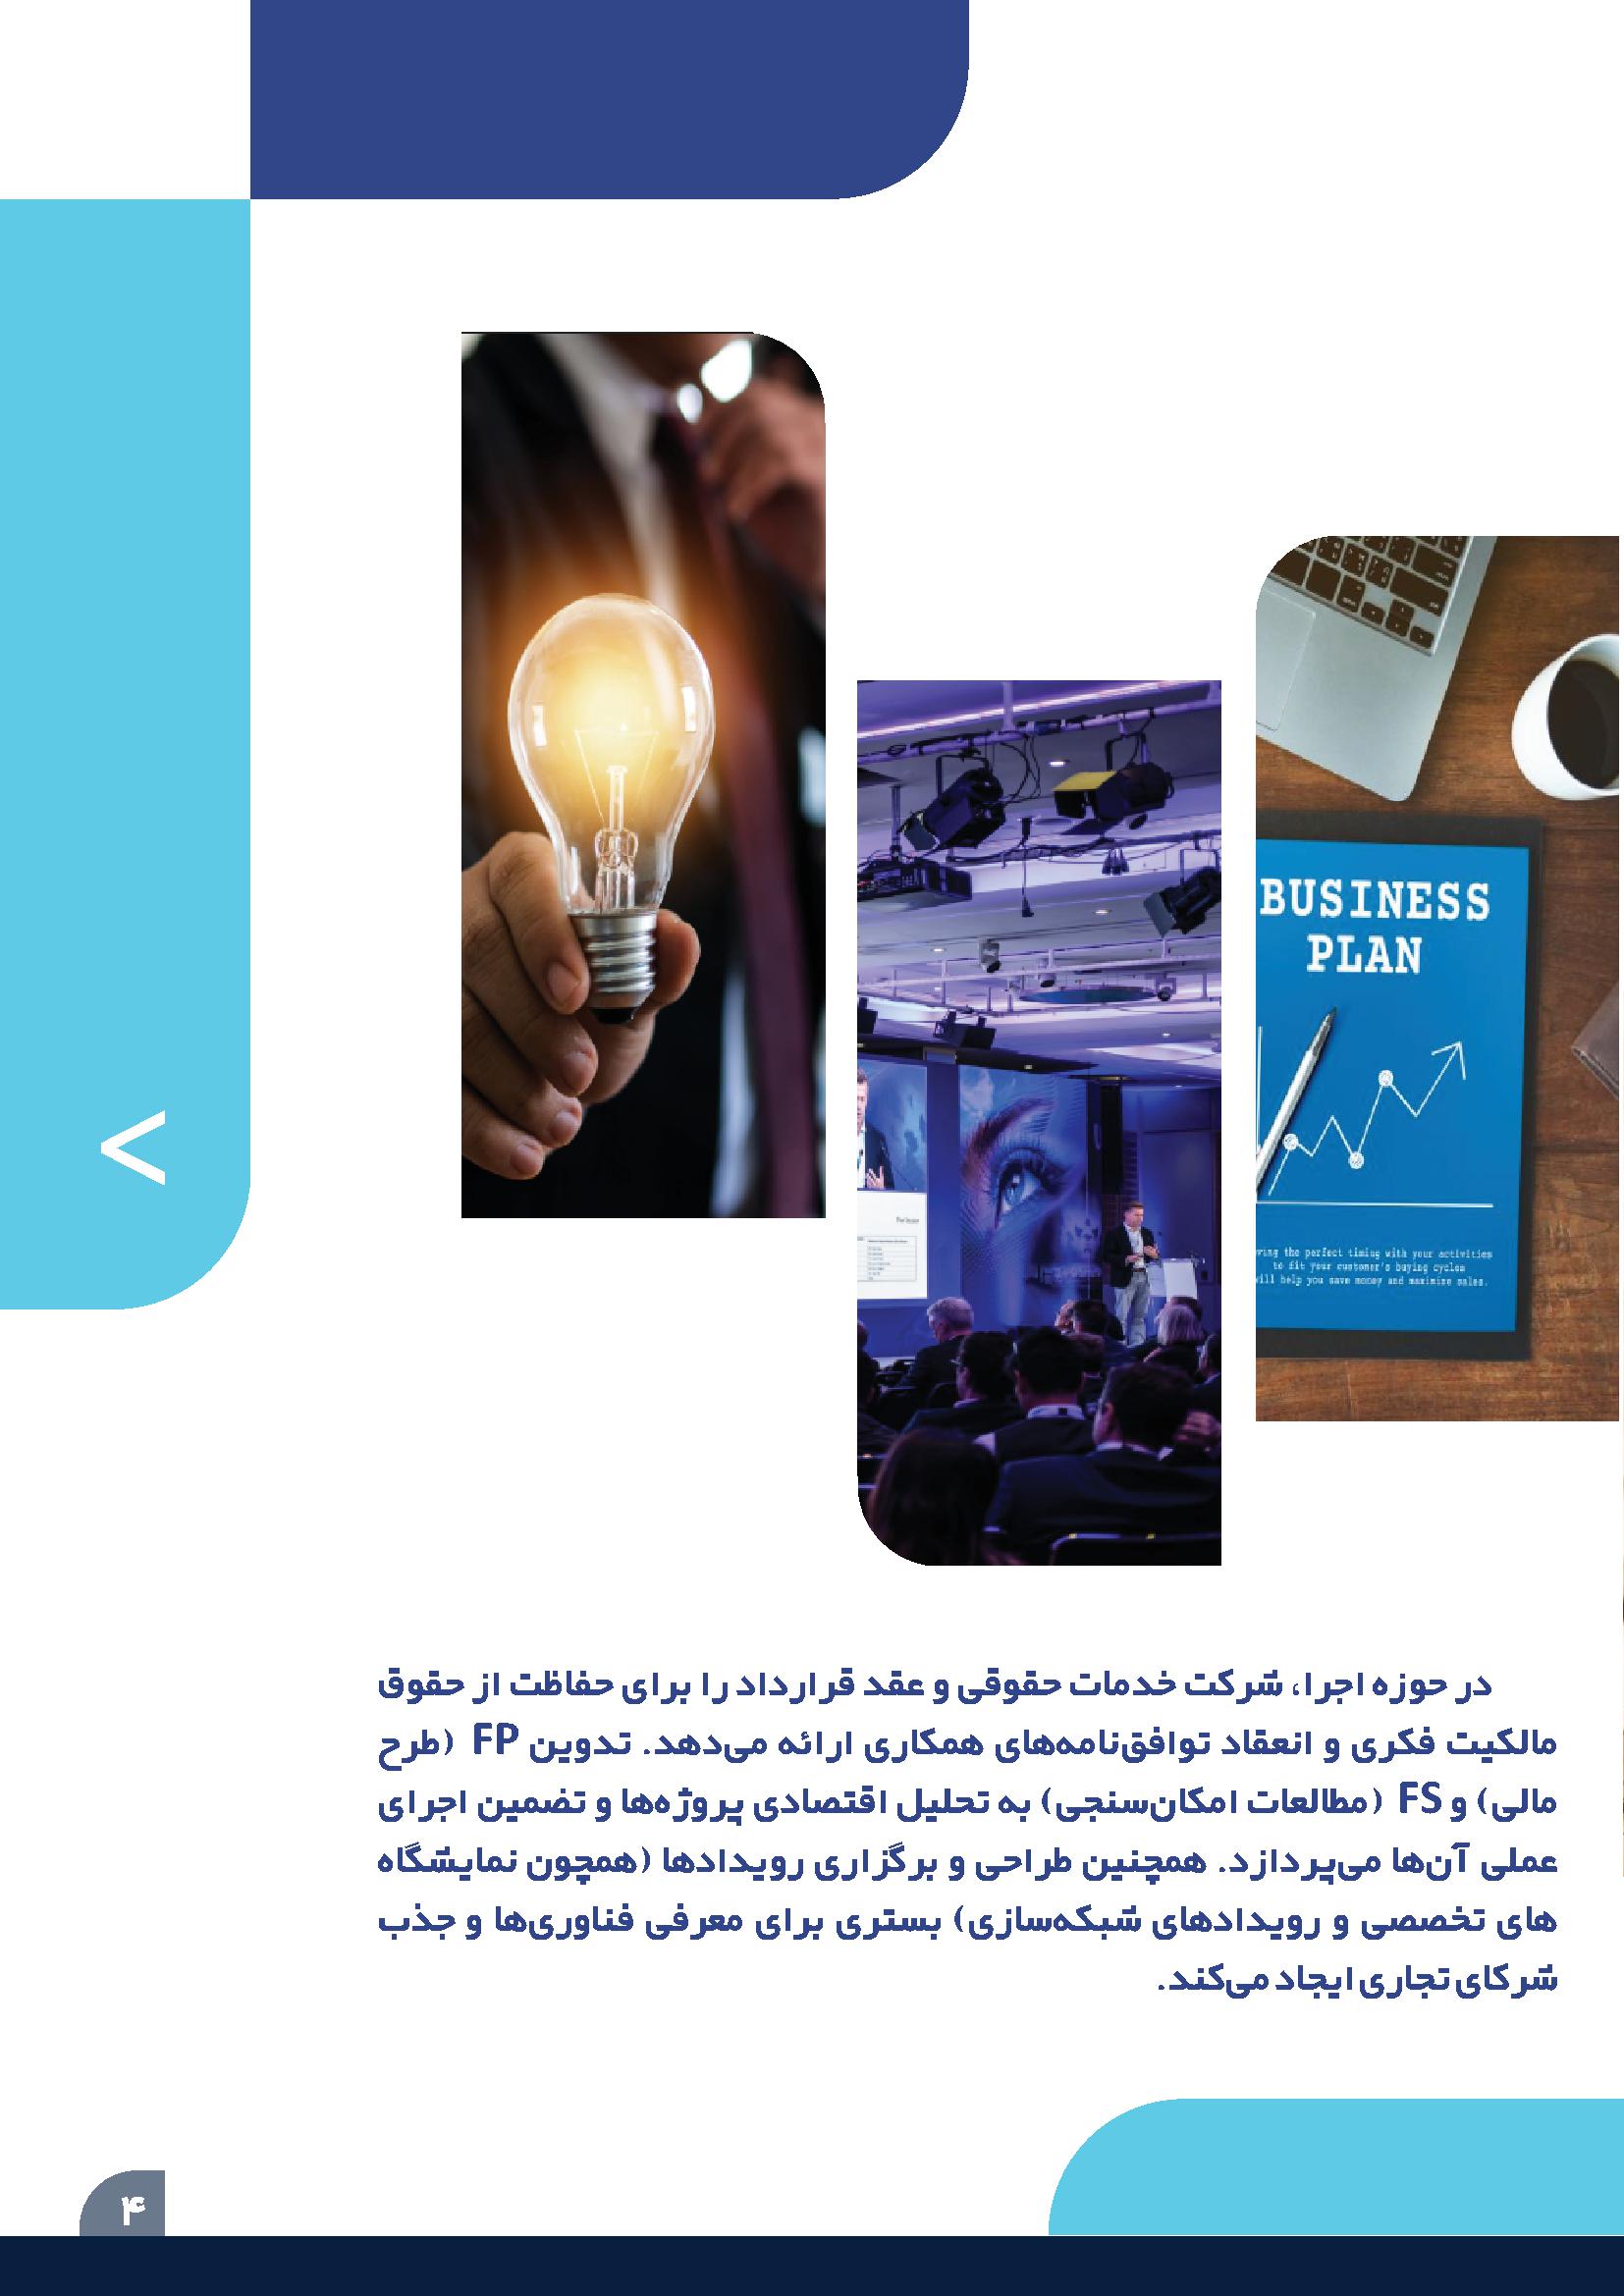 BUSINESS
PLAN
ving the perfect timing with your activities
to fit your customer's buying cycles
will help you save money and maximize sales.
در حوزه اجرا، شرکت خدمات حقوقی و عقد قرارداد را برای حفاظت از حقوق
مالکیت فکری و انعقاد توافق‌نامه‌های همکاری ارائه می‌دهد. تدوین FP (طرح
مالی) و FS (مطالعات امکان‌سنجی) به تحلیل اقتصادی پروژه‌ها و تضمین اجرای
عملی آن‌ها می‌پردازد. همچنین طراحی و برگزاری رویدادها (همچون نمایشگاه
های تخصصی و رویدادهای شبکه‌سازی) بستری برای معرفی فناوری‌ها و جذب
شرکای تجاری ایجاد می‌کند.
۴